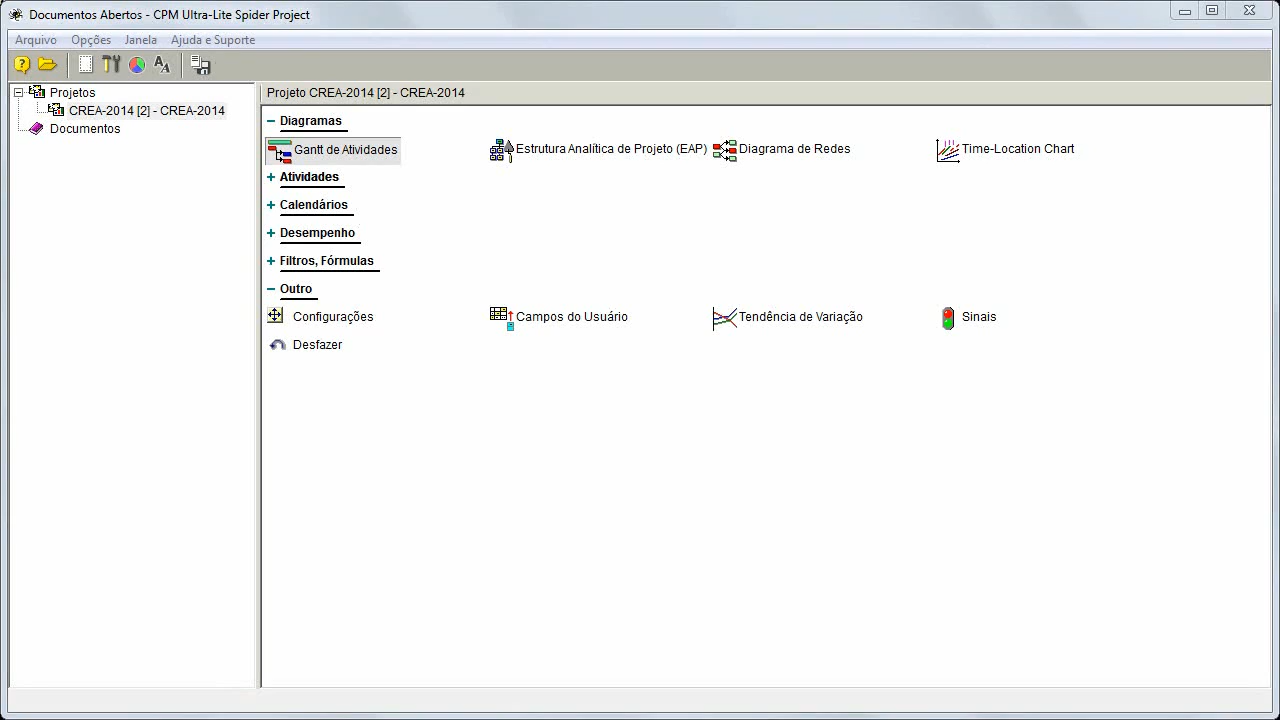 Documentos Abertos - CPM Ultra-Lite Spider Project
Arquivo Opções Janela Ajuda e Suporte
Projetos
CREA-2014 [2] - CREA-2014
Documentos
Projeto CREA-2014 [2] - CREA-2014
Diagramas
Gantt de Atividades Estrutura Analítica de Projeto (EAP) Diagrama de Redes Time-Location Chart
Atividades
Calendários
Desempenho
Filtros, Fórmulas
Outro
Configurações Campos do Usuário Tendência de Variação Sinais
Desfazer